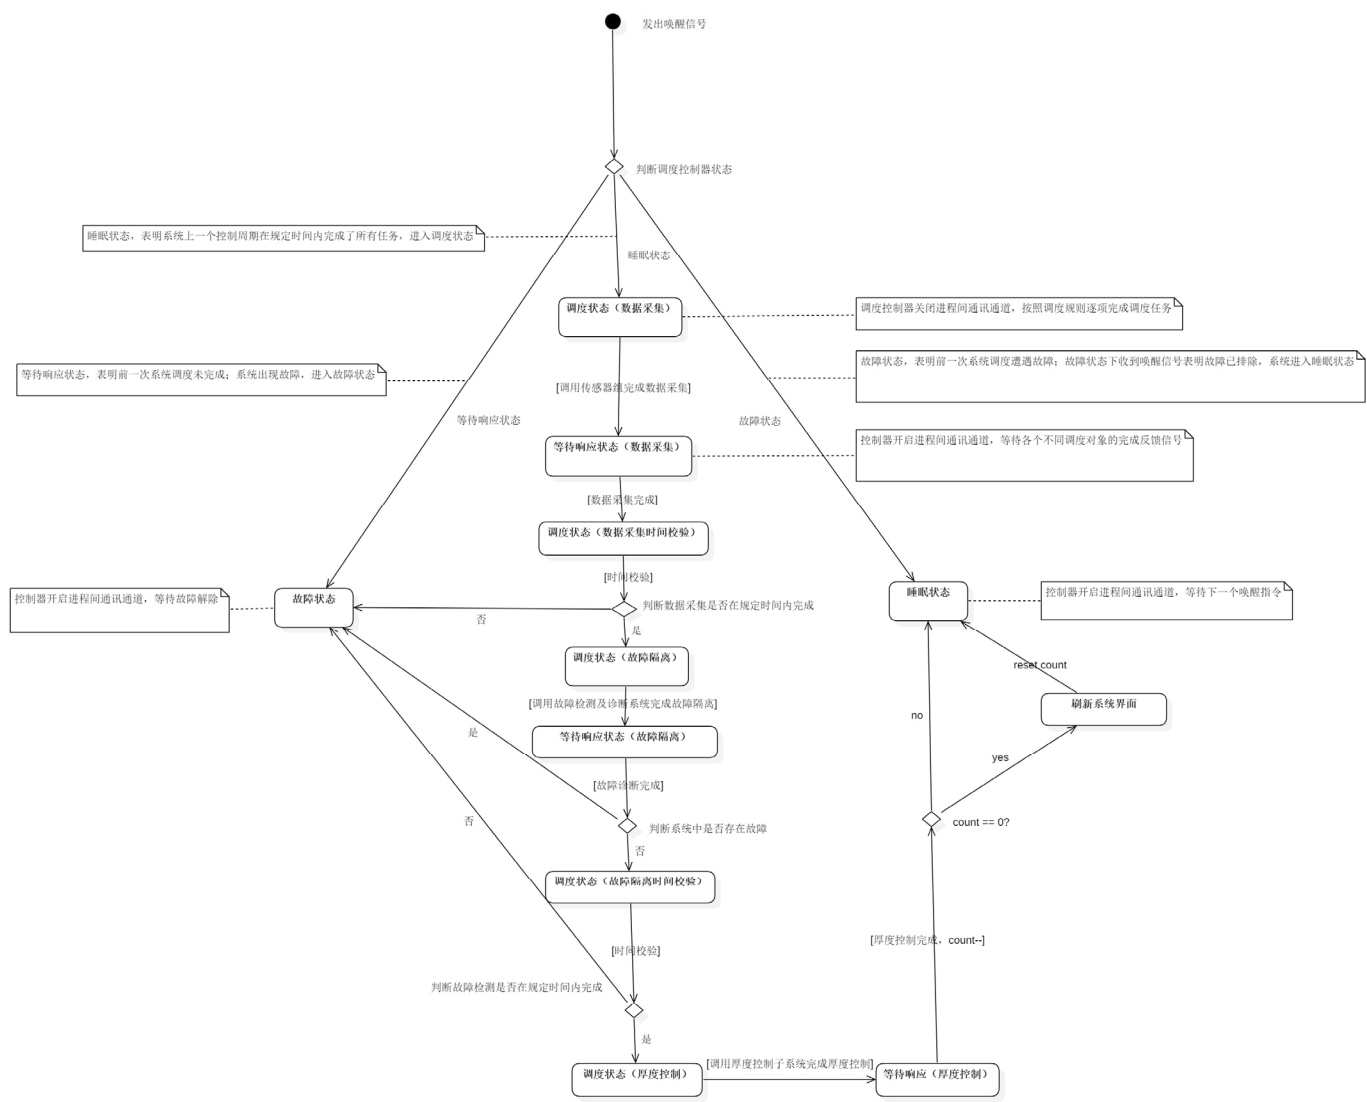 发出唤醒信号
判断调度控制器状态
睡眠状态，表明系统上一个控制周期在规定时间内完成了所有任务，进入调度状态
睡眠状态
调度状态（数据采集）
调度控制器关闭进程间通讯通道，按照调度规则逐项完成调度任务
故障状态，表明前一次系统调度遭遇故障；故障状态下收到唤醒信号表明故障已排除，系统进入睡眠状态
等待响应状态，表明前一次系统调度未完成；系统出现故障，进入故障状态
[调用传感器组完成数据采集]
等待响应状态
故障状态
等待响应状态（数据采集）
控制器开启进程间通讯通道，等待各个不同调度对象的完成反馈信号
[数据采集完成]
调度状态（数据采集时间校验）
[时间校验]
控制器开启进程间通讯通道，等待故障解除
故障状态
判断数据采集是否在规定时间内完成
睡眠状态
控制器开启进程间通讯通道，等待下一个唤醒指令
否
是
调度状态（故障隔离）
reset count
[调用故障检测及诊断系统完成故障隔离]
刷新系统界面
no
是
等待响应状态（故障隔离）
yes
[故障诊断完成]
否
判断系统中是否存在故障
count == 0?
否
调度状态（故障隔离时间校验）
[时间校验]
[厚度控制完成，count--]
判断故障检测是否在规定时间内完成
是
[调用厚度控制子系统完成厚度控制]
调度状态（厚度控制）
等待响应（厚度控制）